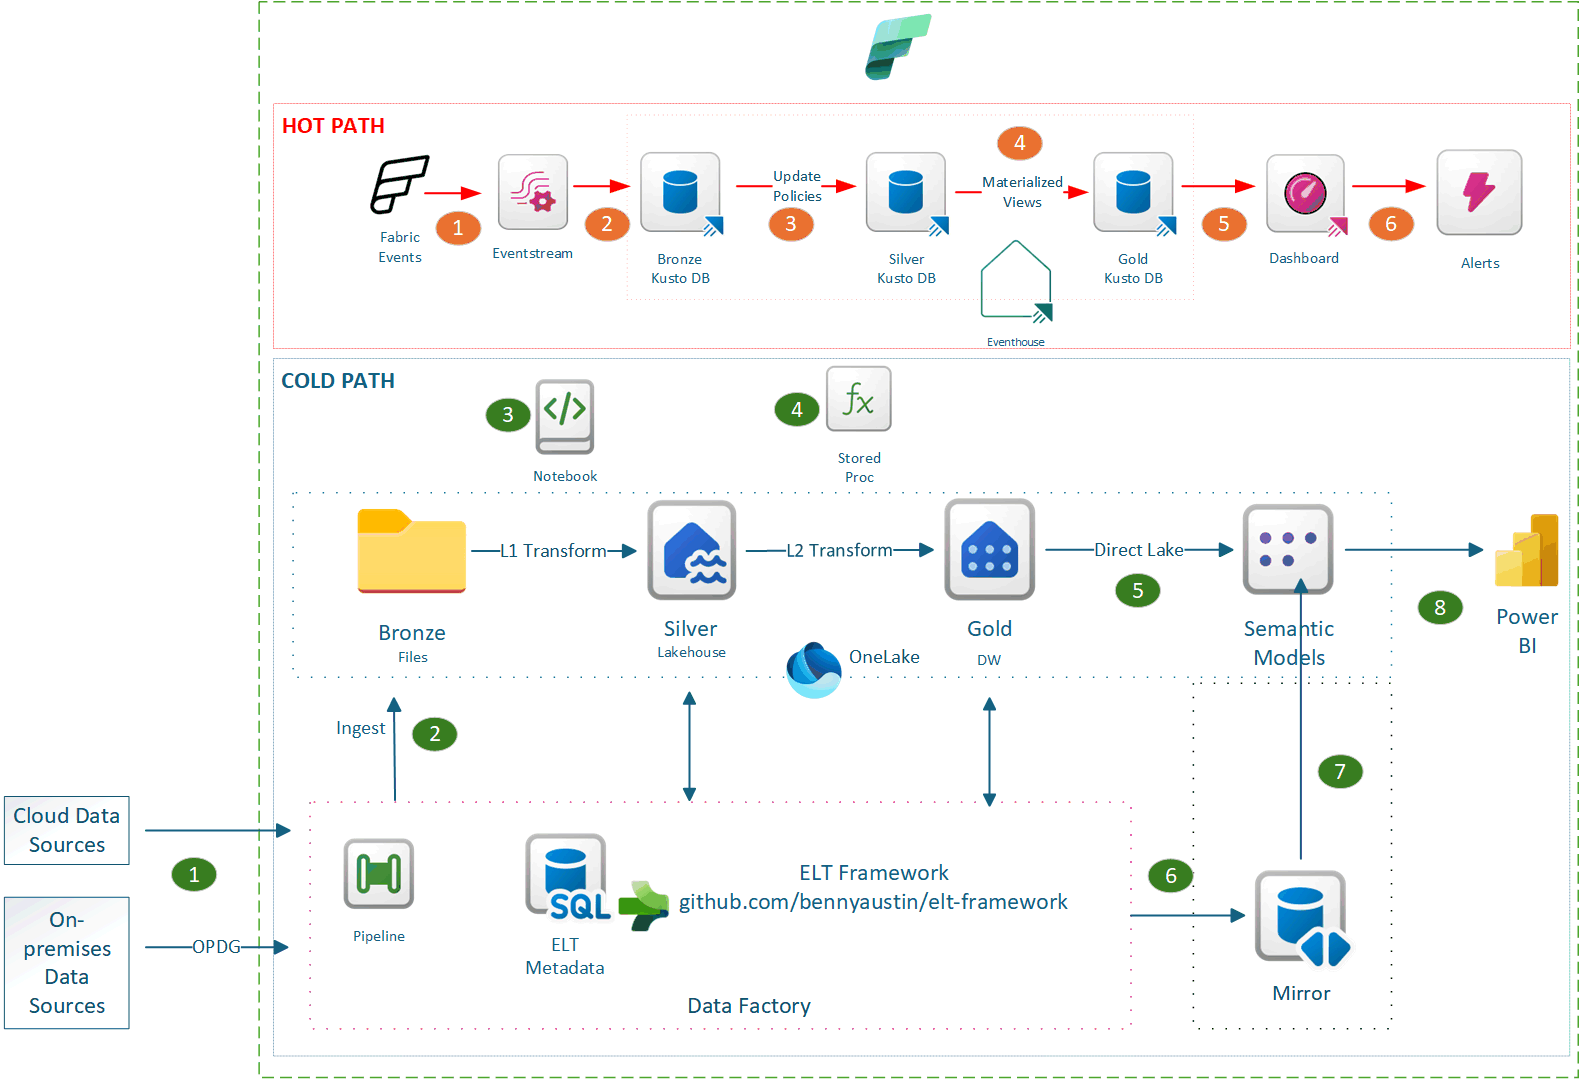 HOT PATH
4
Update
Policies
Materialized
Views
1
2
3
5
6
Fabric
Events
Eventstream
Bronze
Kusto DB
Silver
Kusto DB
Gold
Kusto DB
Dashboard
Alerts
Eventhouse
COLD PATH
3
4
Notebook
Stored
Proc
L1 Transform
L2 Transform
Direct Lake
5
8
Bronze
Files
Silver
Lakehouse
Gold
DW
Semantic
Models
Power
BI
OneLake
Ingest
2
7
Cloud Data
Sources
1
6
On-
premises
Data
Sources
OPDG
Pipeline
SQL
ELT
Metadata
ELT Framework
github.com/bennyaustin/elt-framework
Data Factory
Mirror